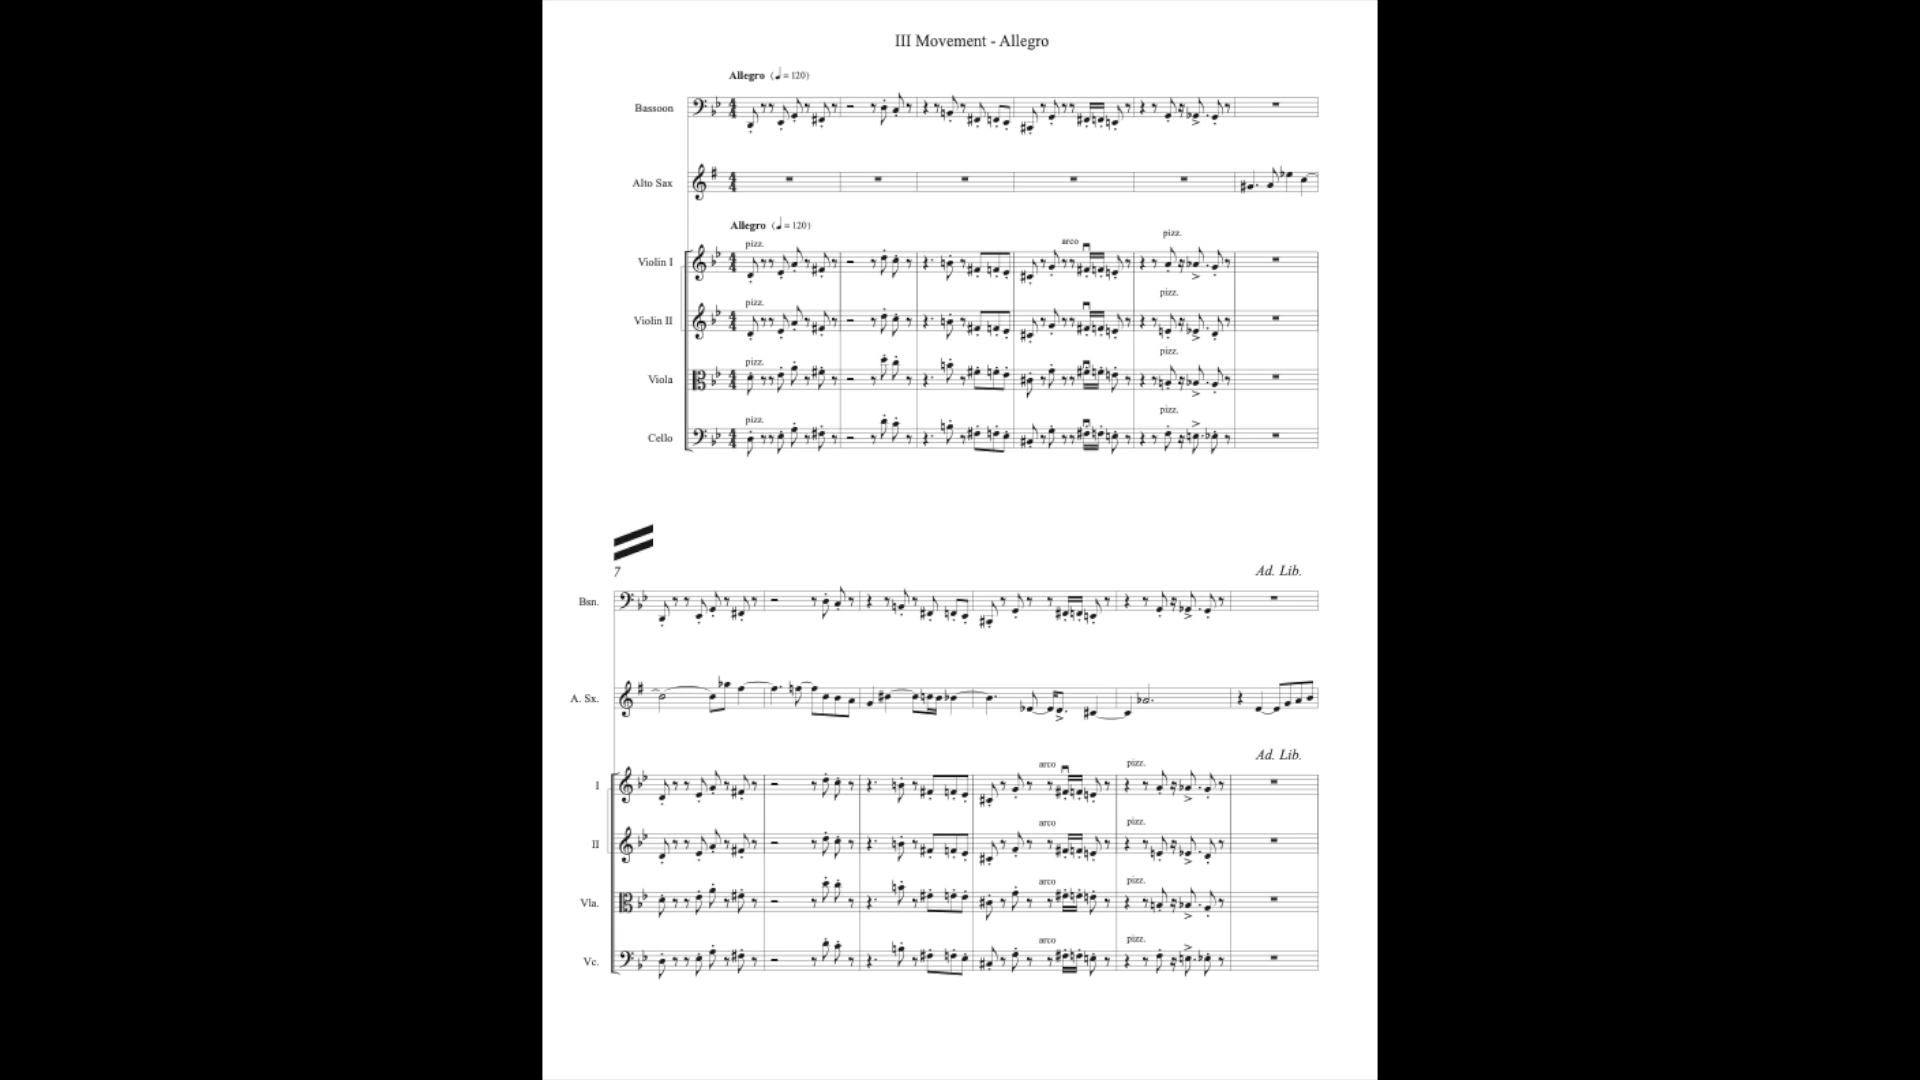 III Movement - Allegro
Allegro (♩ = 120)
Bassoon
Alto Sax
Allegro (♩ = 120)
pizz.
arco
pizz.
Violin I
pizz.
pizz.
Violin II
pizz.
pizz.
Viola
pizz.
pizz.
Cello
7
Ad. Lib.
Bsn.
A. Sx.
Ad. Lib.
arco
pizz.
I
arco
pizz.
II
arco
pizz.
Vla.
arco
pizz.
Vc.